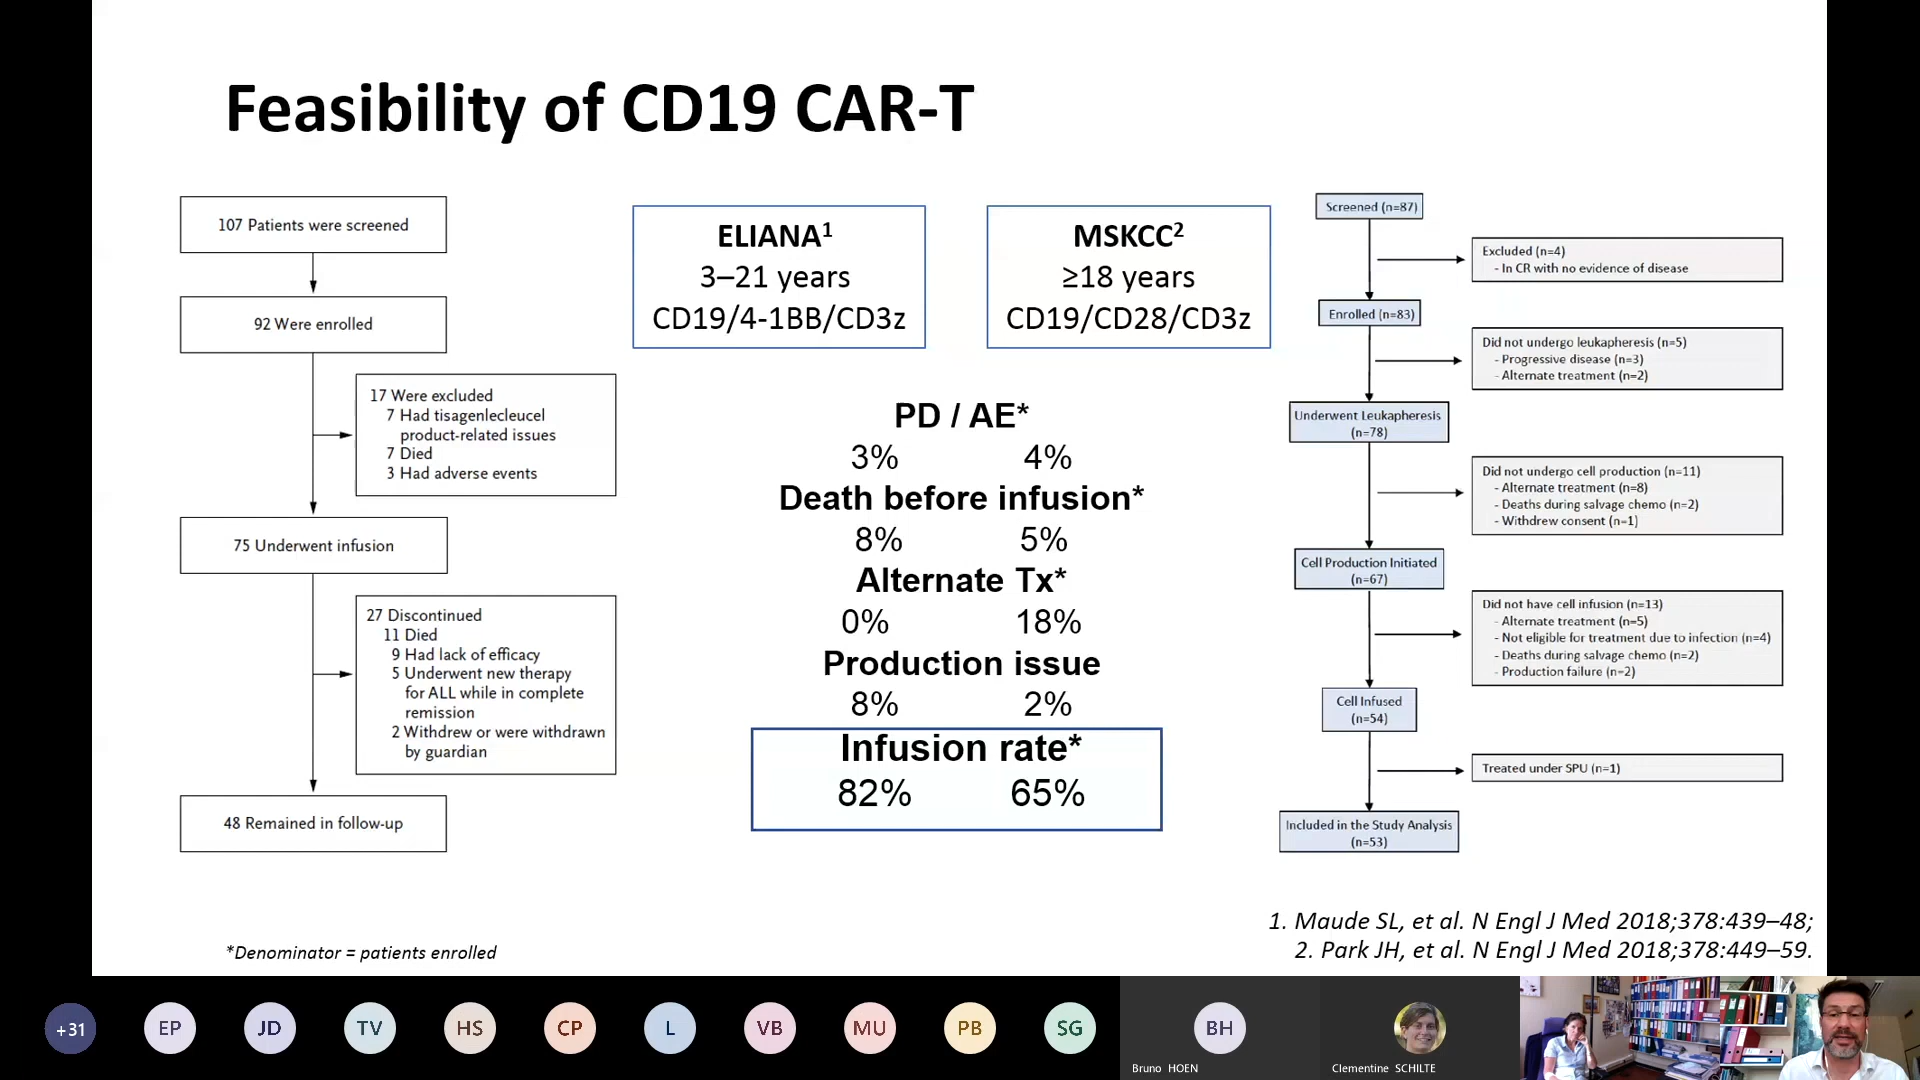 Feasibility of CD19 CAR-T
107 Patients were screened
92 Were enrolled
17 Were excluded
7 Had tisagenlecleucel
product-related issues
7 Died
3 Had adverse events
75 Underwent infusion
27 Discontinued
11 Died
9 Had lack of efficacy
5 Underwent new therapy
for ALL while in complete
remission
2 Withdrew or were withdrawn
by guardian
48 Remained in follow-up
ELIANA1
3–21 years
CD19/4-1BB/CD3z
MSKCC2
≥18 years
CD19/CD28/CD3z
PD / AE*
3% 4%
Death before infusion*
8% 5%
Alternate Tx*
0% 18%
Production issue
8% 2%
Infusion rate*
82% 65%
Screened (n=87)
Excluded (n=4)
- In CR with no evidence of disease
Enrolled (n=83)
Did not undergo leukapheresis (n=5)
- Progressive disease (n=3)
- Alternate treatment (n=2)
Underwent Leukapheresis
(n=78)
Did not undergo cell production (n=11)
- Alternate treatment (n=8)
- Deaths during salvage chemo (n=2)
- Withdrew consent (n=1)
Cell Production Initiated
(n=67)
Did not have cell infusion (n=13)
- Alternate treatment (n=5)
- Not eligible for treatment due to infection (n=4)
- Deaths during salvage chemo (n=2)
- Production failure (n=2)
Cell Infused
(n=54)
Treated under SPU (n=1)
Included in the Study Analysis
(n=53)
1. Maude SL, et al. N Engl J Med 2018;378:439–48;
2. Park JH, et al. N Engl J Med 2018;378:449–59.
*Denominator = patients enrolled
+31 EP JD TV HS CP L VB MU PB SG BH
Bruno HOEN
Clementine SCHILTE